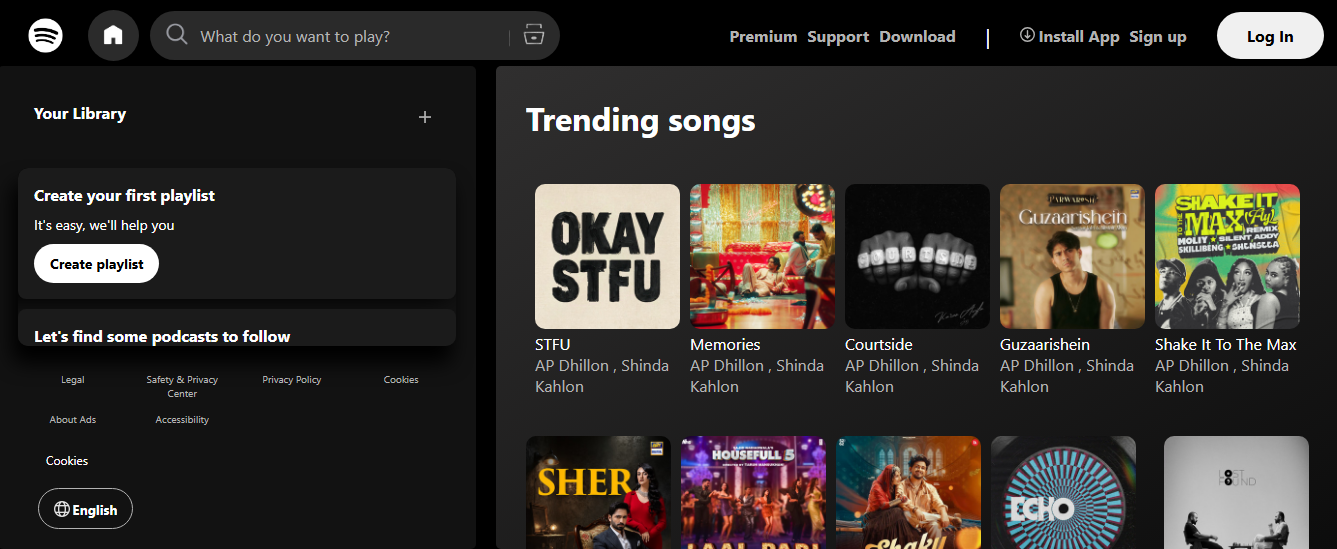 What do you want to play?
Premium Support Download | Install App Sign up
Log In
Your Library
+
Create your first playlist
It's easy, we'll help you
Create playlist
Let's find some podcasts to follow
Legal
Safety & Privacy
Center
Privacy Policy
Cookies
About Ads
Accessibility
Cookies
English
Trending songs
OKAY
STFU
STFU
AP Dhillon , Shinda
Kahlon
Memories
AP Dhillon , Shinda
Kahlon
Courtside
AP Dhillon , Shinda
Kahlon
Guzaarishein
Guzaarishein
AP Dhillon , Shinda
Kahlon
SHAKE IT
TO THE
MAX (Fly)
REMIX
MOLIY ★ SILENT ADDY
SKILLIBENG ★ SHENSEEA
Shake It To The Max
AP Dhillon , Shinda
Kahlon
SHER
HOUSEFULL 5
LAAL PARI
Shaky
ECHO
LOST
FOUND